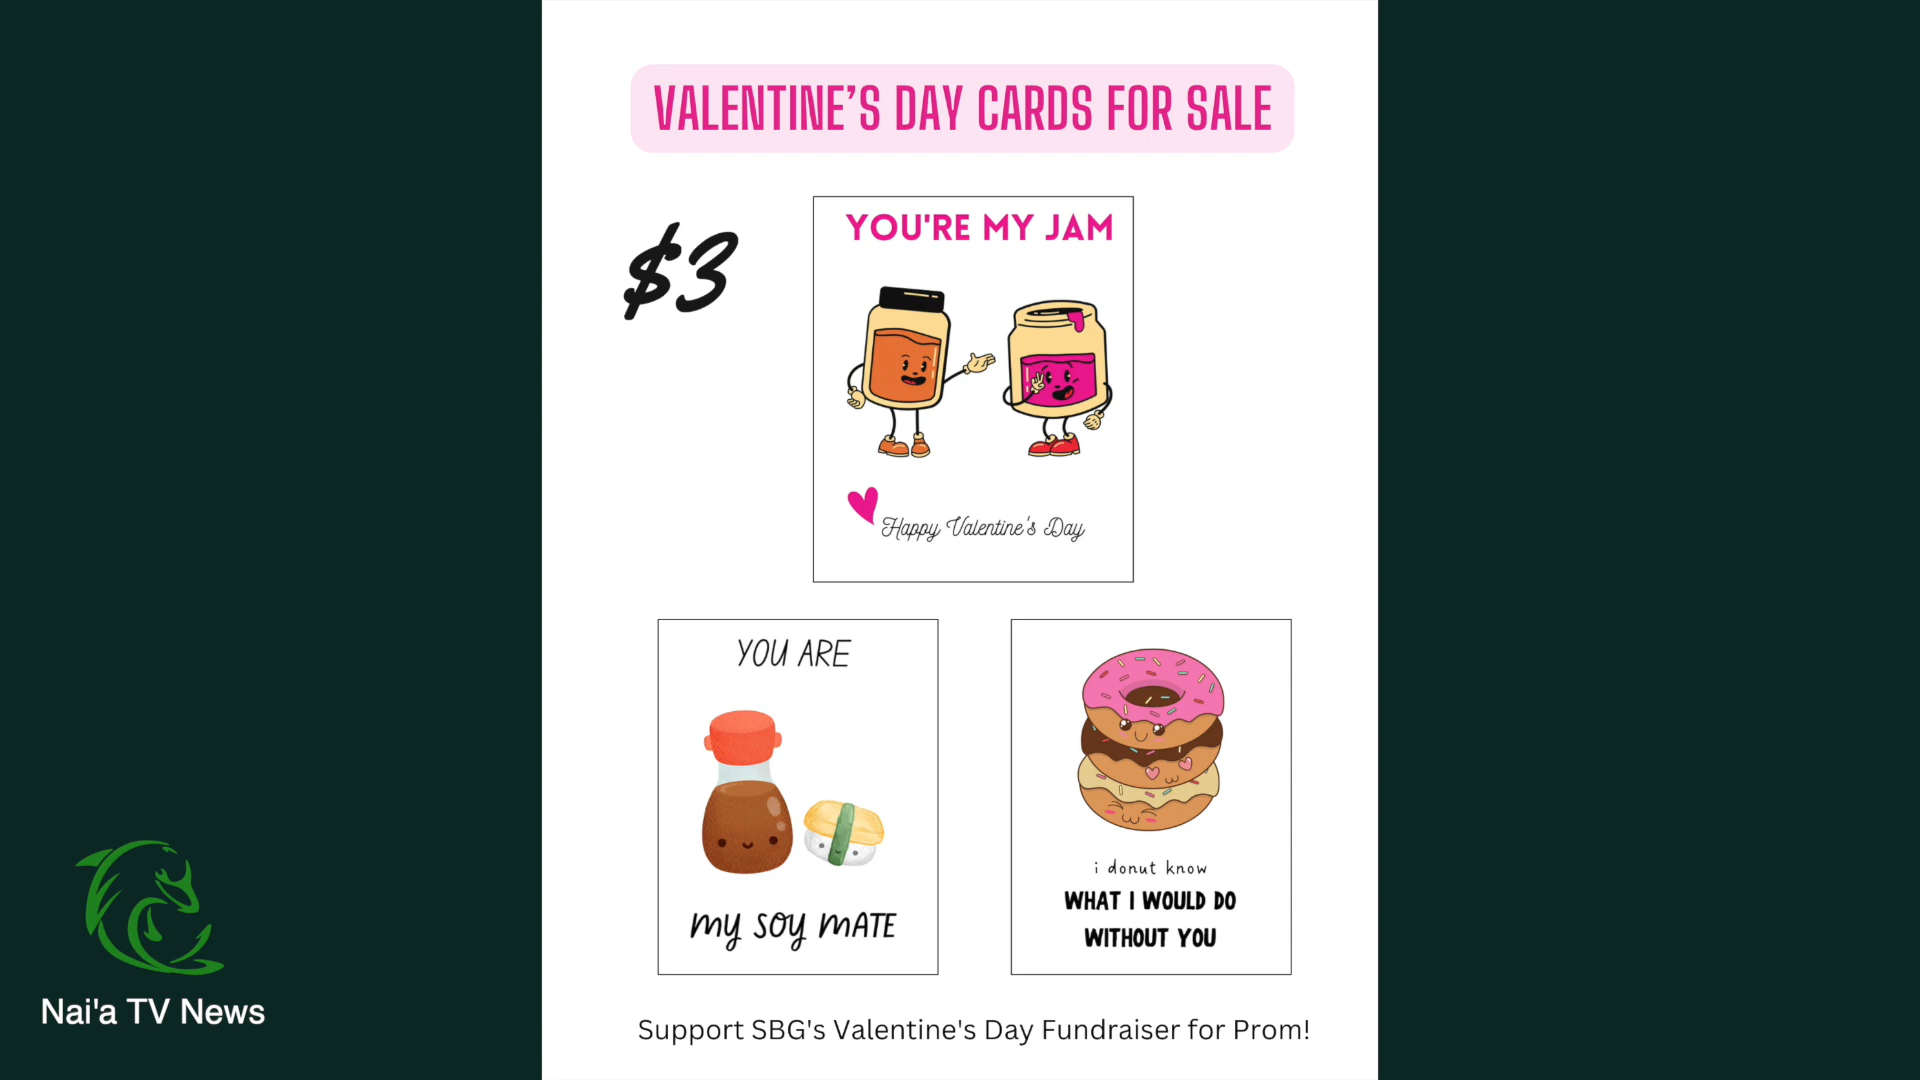 VALENTINE’S DAY CARDS FOR SALE
$3
YOU'RE MY JAM
Happy Valentine's Day
YOU ARE
my soy mATE
i donut know
WHAT I WOULD DO
WITHOUT YOU
Nai'a TV News
Support SBG's Valentine's Day Fundraiser for Prom!